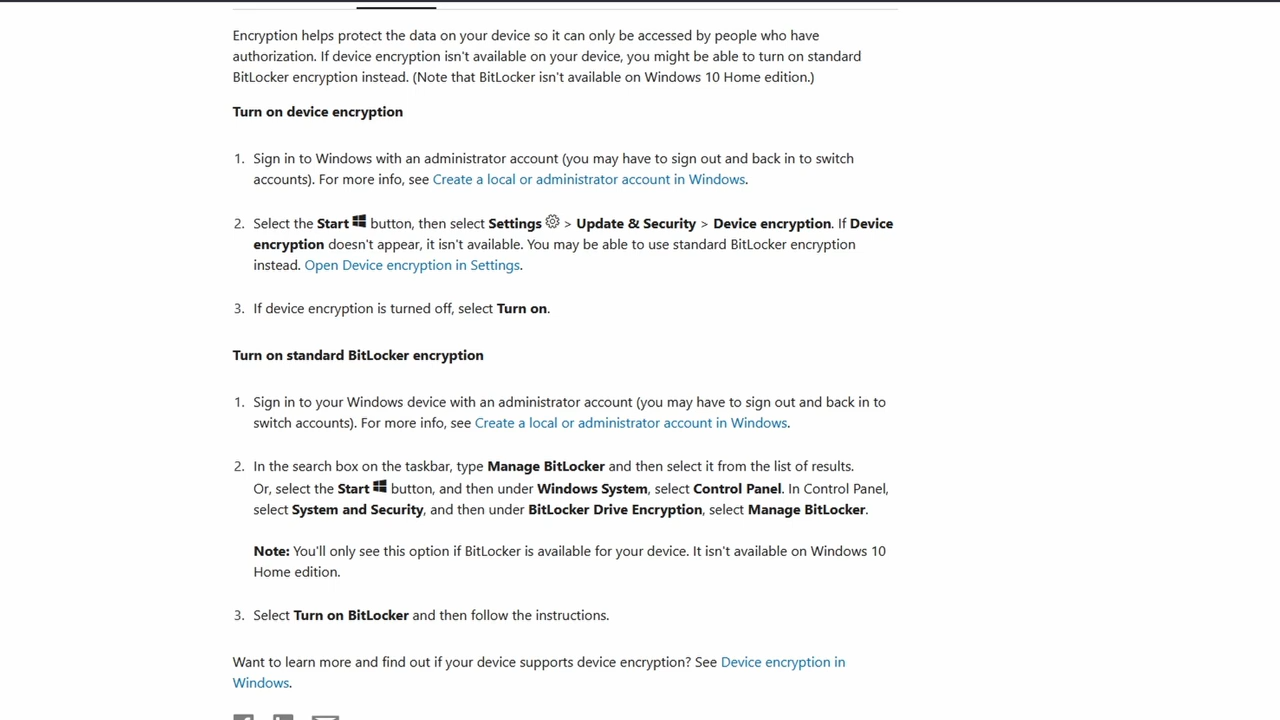 Encryption helps protect the data on your device so it can only be accessed by people who have
authorization. If device encryption isn't available on your device, you might be able to turn on standard
BitLocker encryption instead. (Note that BitLocker isn't available on Windows 10 Home edition.)
Turn on device encryption
1. Sign in to Windows with an administrator account (you may have to sign out and back in to switch
accounts). For more info, see Create a local or administrator account in Windows.
2. Select the Start button, then select Settings > Update & Security > Device encryption. If Device
encryption doesn't appear, it isn't available. You may be able to use standard BitLocker encryption
instead. Open Device encryption in Settings.
3. If device encryption is turned off, select Turn on.
Turn on standard BitLocker encryption
1. Sign in to your Windows device with an administrator account (you may have to sign out and back in to
switch accounts). For more info, see Create a local or administrator account in Windows.
2. In the search box on the taskbar, type Manage BitLocker and then select it from the list of results.
Or, select the Start button, and then under Windows System, select Control Panel. In Control Panel,
select System and Security, and then under BitLocker Drive Encryption, select Manage BitLocker.
Note: You'll only see this option if BitLocker is available for your device. It isn't available on Windows 10
Home edition.
3. Select Turn on BitLocker and then follow the instructions.
Want to learn more and find out if your device supports device encryption? See Device encryption in
Windows.